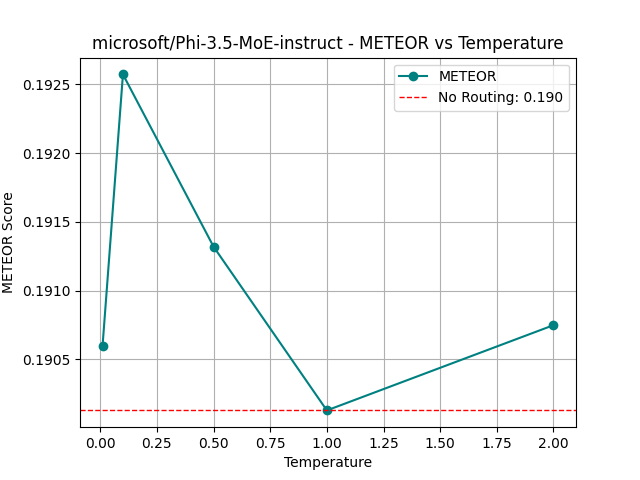 microsoft/Phi-3.5-MoE-instruct - METEOR vs Temperature
METEOR
No Routing: 0.190
METEOR Score
0.1925
0.1920
0.1915
0.1910
0.1905
0.00 0.25 0.50 0.75 1.00 1.25 1.50 1.75 2.00
Temperature